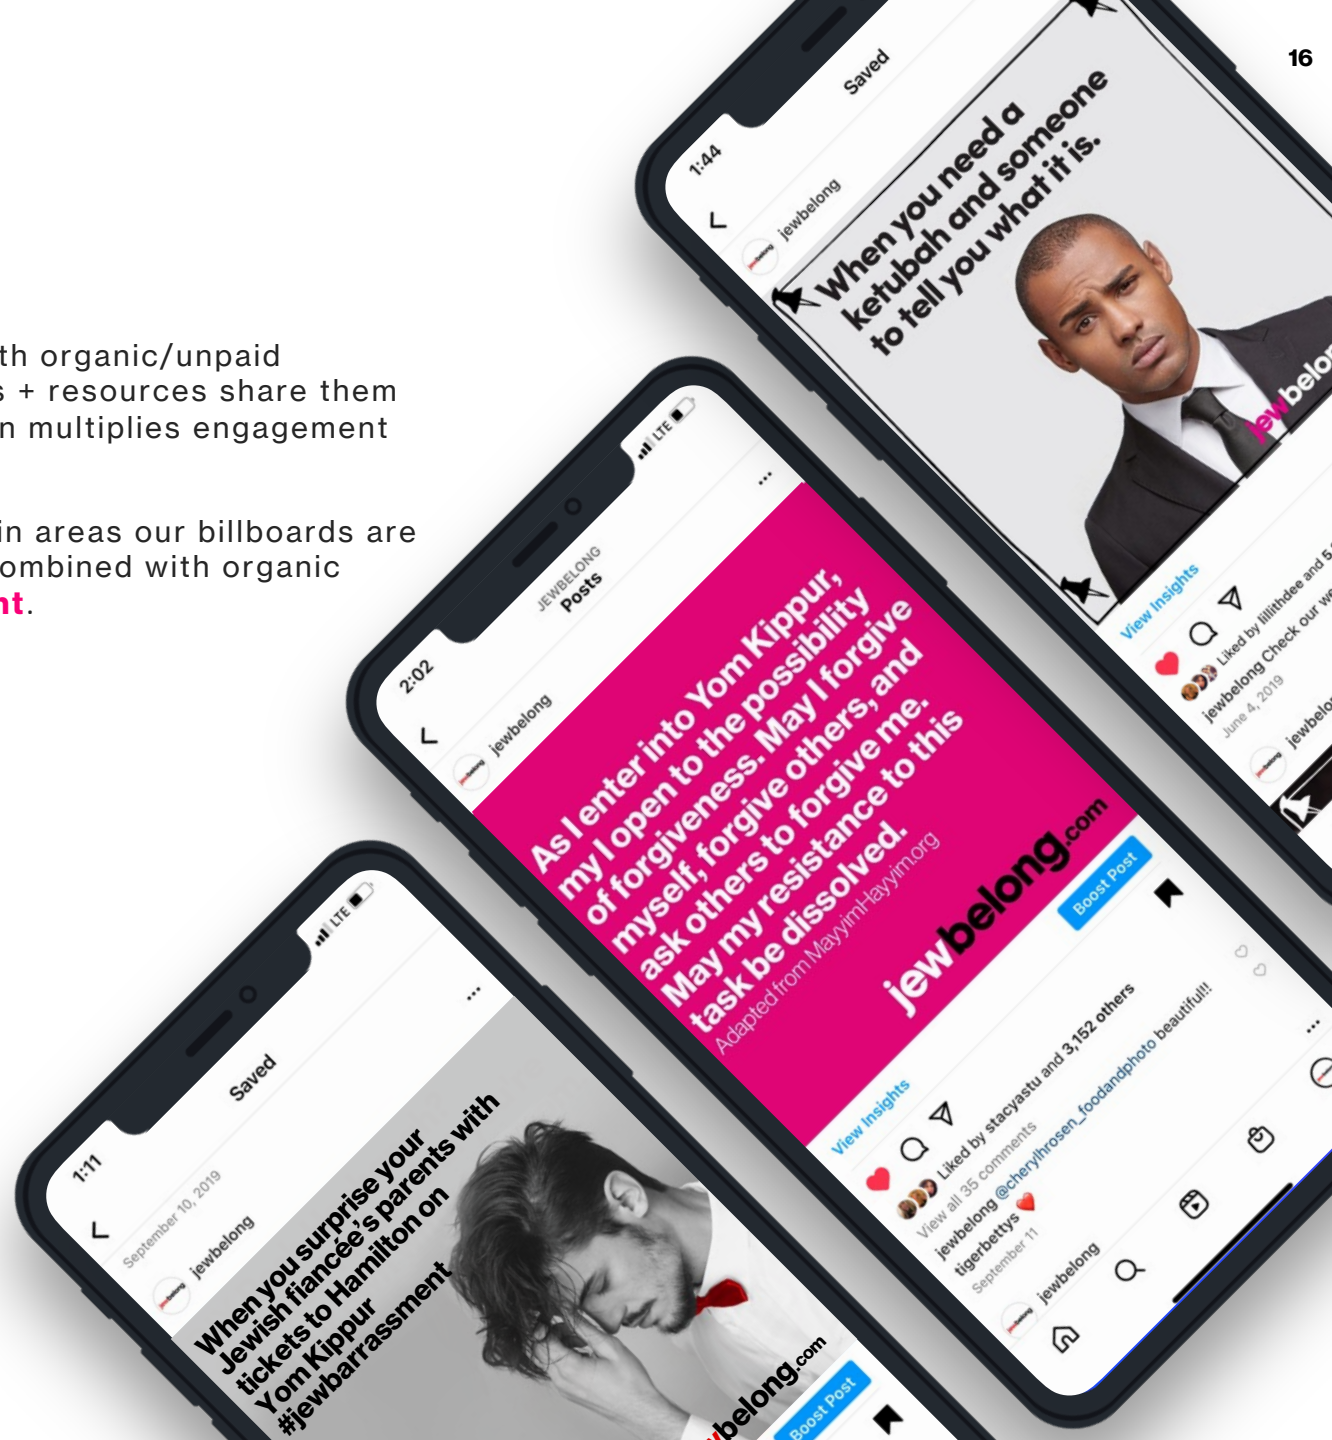 16
th organic/unpaid
s + resources share them
n multiplies engagement
in areas our billboards are
ombined with organic
nt.
1:44
Saved
jewbelong
When you need a
ketubah and someone
to tell you what it is.
jewbelon
View Insights
Liked by lillithdee and 5,
jewbelong Check our we
June 4, 2019
jewbelo
2:02
LTE
JEWBELONG
Posts
jewbelong
As I enter into Yom Kippur,
my I open to the possibility
of forgiveness. May I forgive
myself, forgive others, and
ask others to forgive me.
May my resistance to this
task be dissolved.
Adapted from MayyimHayyim.org
jewbelong.com
Boost Post
View Insights
Liked by stacyastu and 3,152 others
View all 35 comments
jewbelong @cherylhrosen_foodandphoto beautiful!!
tigerbettys ❤️
September 11
jewbelong
1:11
LTE
Saved
September 10, 2019
jewbelong
When you surprise your
Jewish fiancée's parents with
tickets to Hamilton on
Yom Kippur
#jewbarrassment
wbelong.com
Boost Post